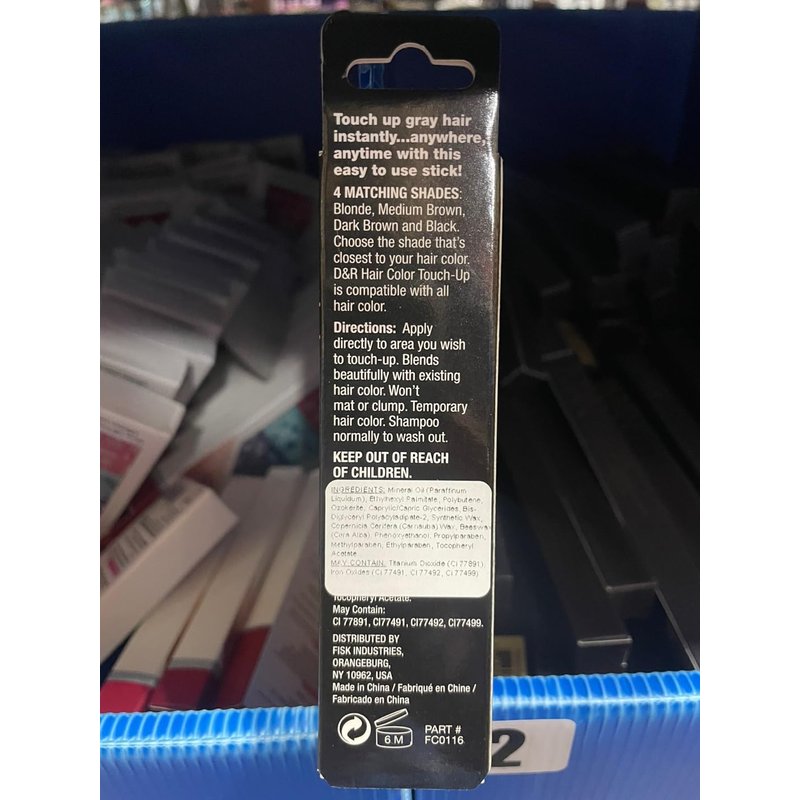 Touch up gray hair
instantly...anywhere,
anytime with this
easy to use stick!
4 MATCHING SHADES:
Blonde, Medium Brown,
Dark Brown and Black.
Choose the shade that's
closest to your hair color.
D&R Hair Color Touch-Up
is compatible with all
hair color.
Directions: Apply
directly to area you wish
to touch-up. Blends
beautifully with existing
hair color. Won't
mat or clump. Temporary
hair color. Shampoo
normally to wash out.
KEEP OUT OF REACH
OF CHILDREN.
INGREDIENTS: Mineral Oil (Paraffinum
Liquidum), Ethylhexyl Palmitate, Polybutene,
Ozokerite, Caprylic/Capric Glycerides, Bis-
Diglyceryl Polyacyladipate-2, Synthetic Wax,
Copernicia Cerifera (Carnauba) Wax, Beeswax
(Cera Alba), Phenoxyethanol, Propylparaben,
Methylparaben, Ethylparaben, Tocopheryl
Acetate
MAY CONTAIN: Titanium Dioxide (CI 77891)
Iron Oxides (CI 77491, CI 77492, CI 77499)
Tocopheryl Acetate.
May Contain:
CI 77891, CI77491, CI77492, CI77499.
DISTRIBUTED BY
FISK INDUSTRIES,
ORANGEBURG,
NY 10962, USA
Made in China / Fabriqué en Chine /
Fabricado en China
6 M
PART #
FC0116
2